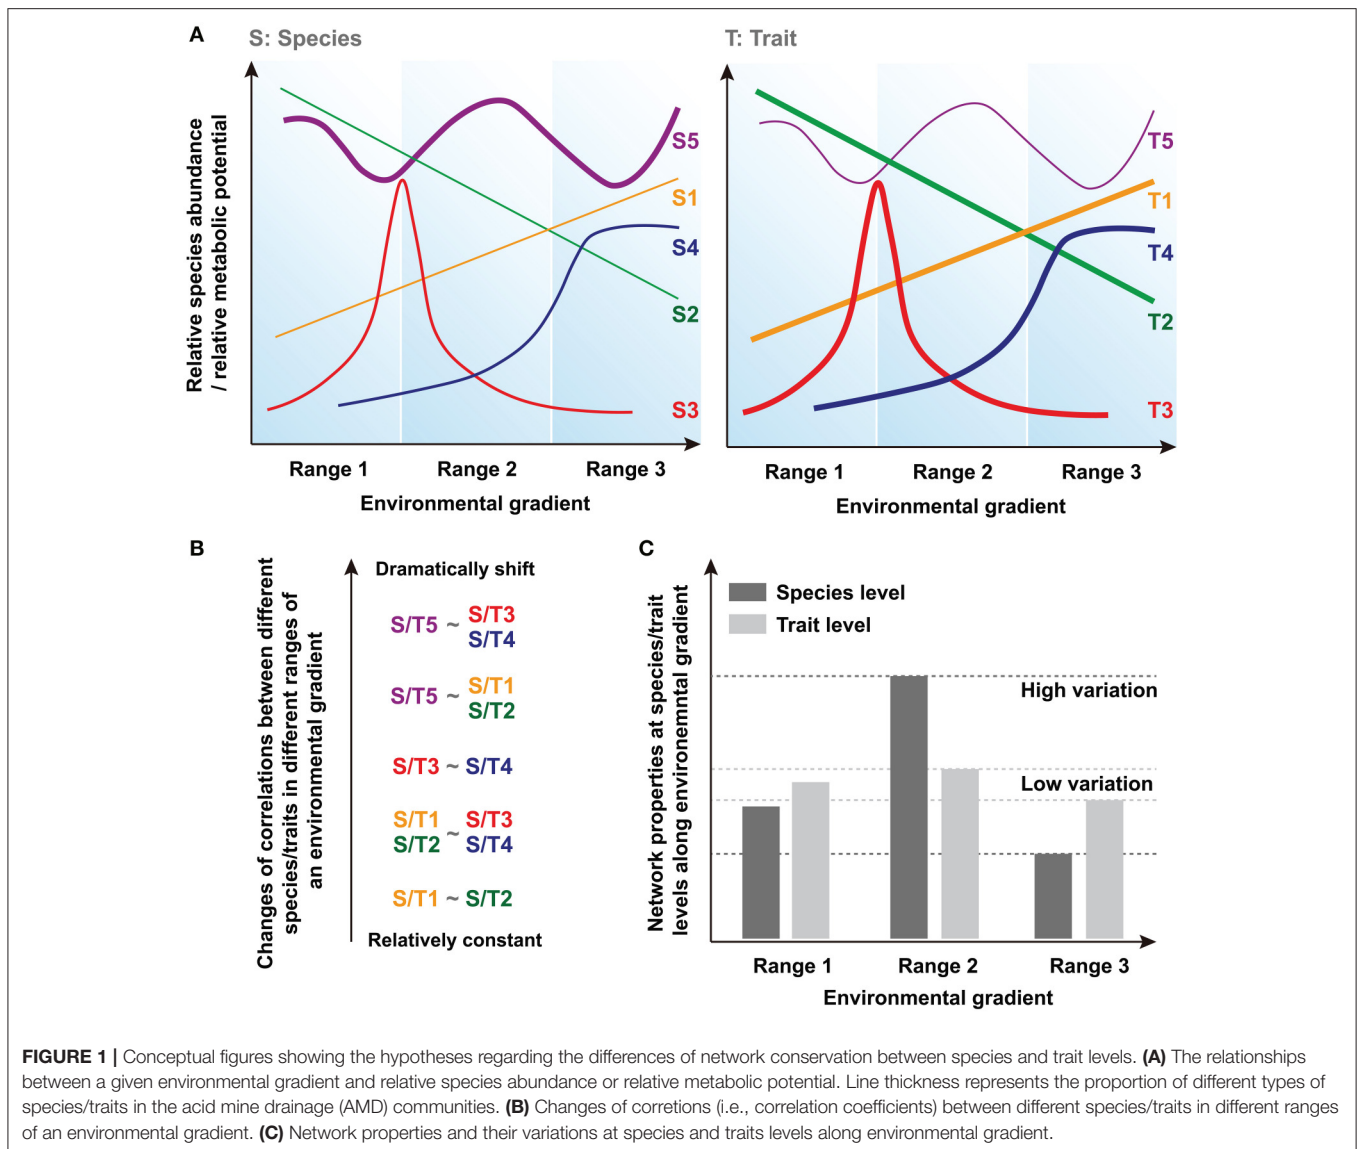 A
S: Species
T: Trait
Relative species abundance
/ relative metabolic potential
S5
S1
S4
S2
S3
T5
T1
T4
T2
T3
Range 1
Range 2
Range 3
Environmental gradient
Range 1
Range 2
Range 3
Environmental gradient
B
Changes of correlations between different
species/traits in different ranges of
an environmental gradient
Dramatically shift
S/T5 ~ S/T3
S/T4
S/T5 ~ S/T1
S/T2
S/T3 ~ S/T4
S/T1 ~ S/T3
S/T2 S/T4
S/T1 ~ S/T2
Relatively constant
C
Network properties at species/trait
levels along environemntal gradient
Species level
Trait level
High variation
Low variation
Range 1
Range 2
Range 3
Environmental gradient
FIGURE 1 | Conceptual figures showing the hypotheses regarding the differences of network conservation between species and trait levels. (A) The relationships
between a given environmental gradient and relative species abundance or relative metabolic potential. Line thickness represents the proportion of different types of
species/traits in the acid mine drainage (AMD) communities. (B) Changes of corretions (i.e., correlation coefficients) between different species/traits in different ranges
of an environmental gradient. (C) Network properties and their variations at species and traits levels along environmental gradient.